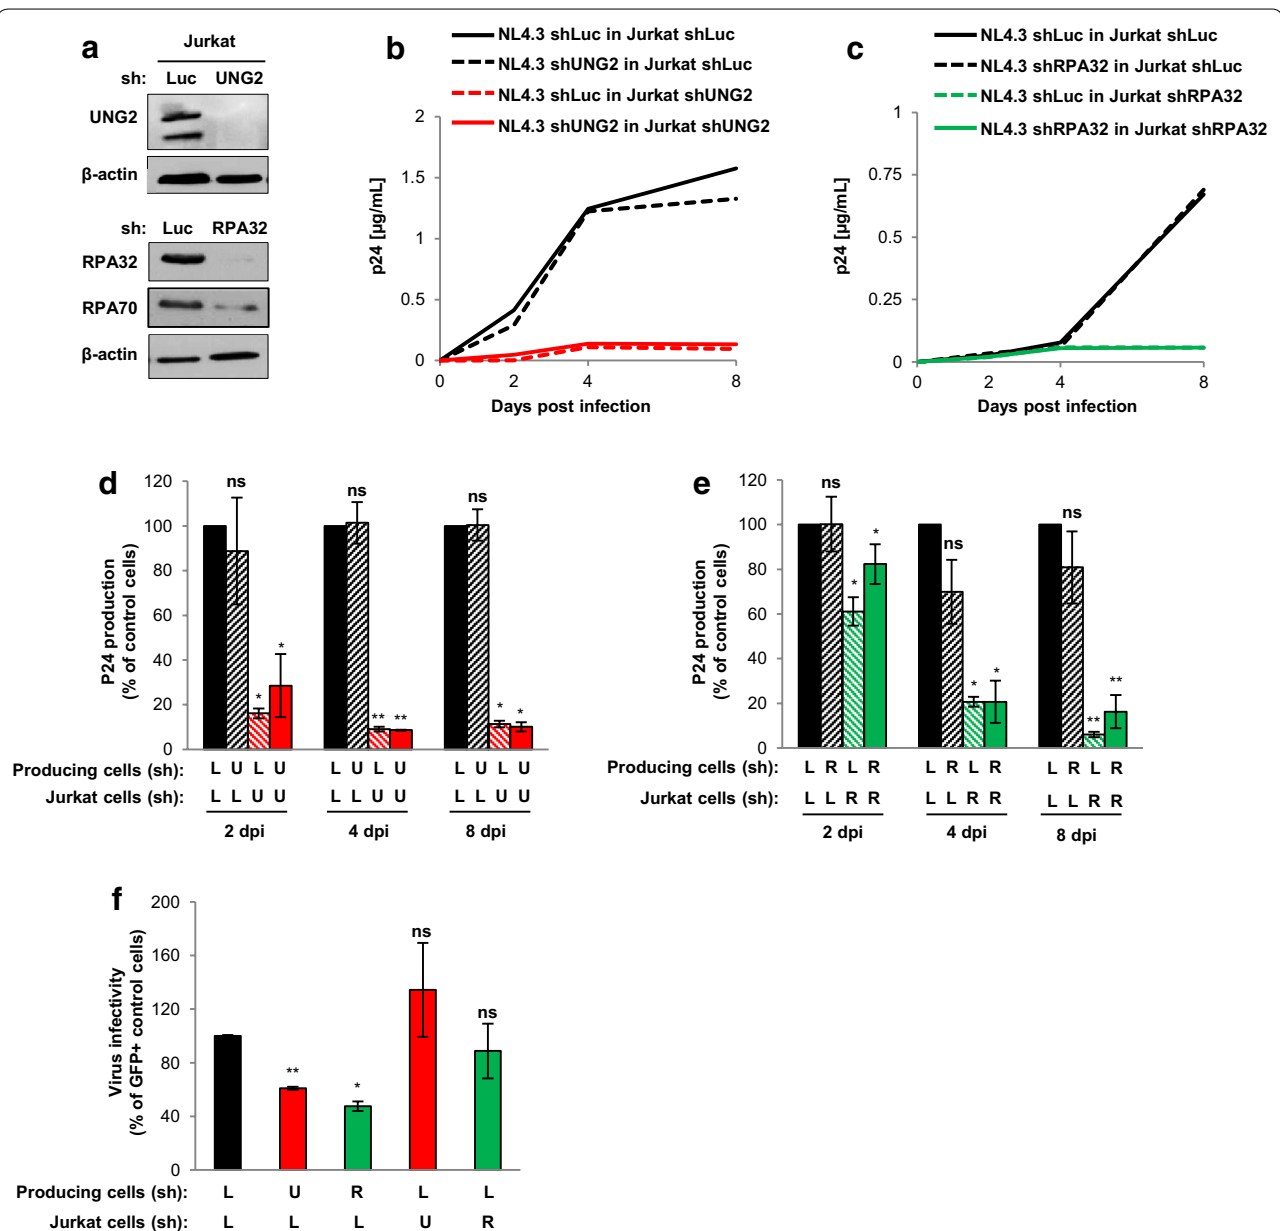 a
Jurkat
sh: Luc UNG2
UNG2
β-actin
sh: Luc RPA32
RPA32
RPA70
β-actin
b
NL4.3 shLuc in Jurkat shLuc
NL4.3 shUNG2 in Jurkat shLuc
NL4.3 shLuc in Jurkat shUNG2
NL4.3 shUNG2 in Jurkat shUNG2
p24 [µg/mL]
2
1.5
1
0.5
0
0 2 4 8
Days post infection
c
NL4.3 shLuc in Jurkat shLuc
NL4.3 shRPA32 in Jurkat shLuc
NL4.3 shLuc in Jurkat shRPA32
NL4.3 shRPA32 in Jurkat shRPA32
p24 [µg/mL]
1
0.75
0.5
0.25
0
0 2 4 8
Days post infection
d
P24 production
(% of control cells)
120
100
80
60
40
20
0
ns * *
ns ** **
ns * *
Producing cells (sh): L U L U L U L U L U L U
Jurkat cells (sh): L L U U L L U U L L U U
2 dpi 4 dpi 8 dpi
e
P24 production
(% of control cells)
120
100
80
60
40
20
0
ns * *
ns * *
ns ** **
Producing cells (sh): L R L R L R L R L R L R
Jurkat cells (sh): L L R R L L R R L L R R
2 dpi 4 dpi 8 dpi
f
Virus infectivity
(% of GFP+ control cells)
200
160
120
80
40
0
** * ns ns
Producing cells (sh): L U R L L
Jurkat cells (sh): L L L U R